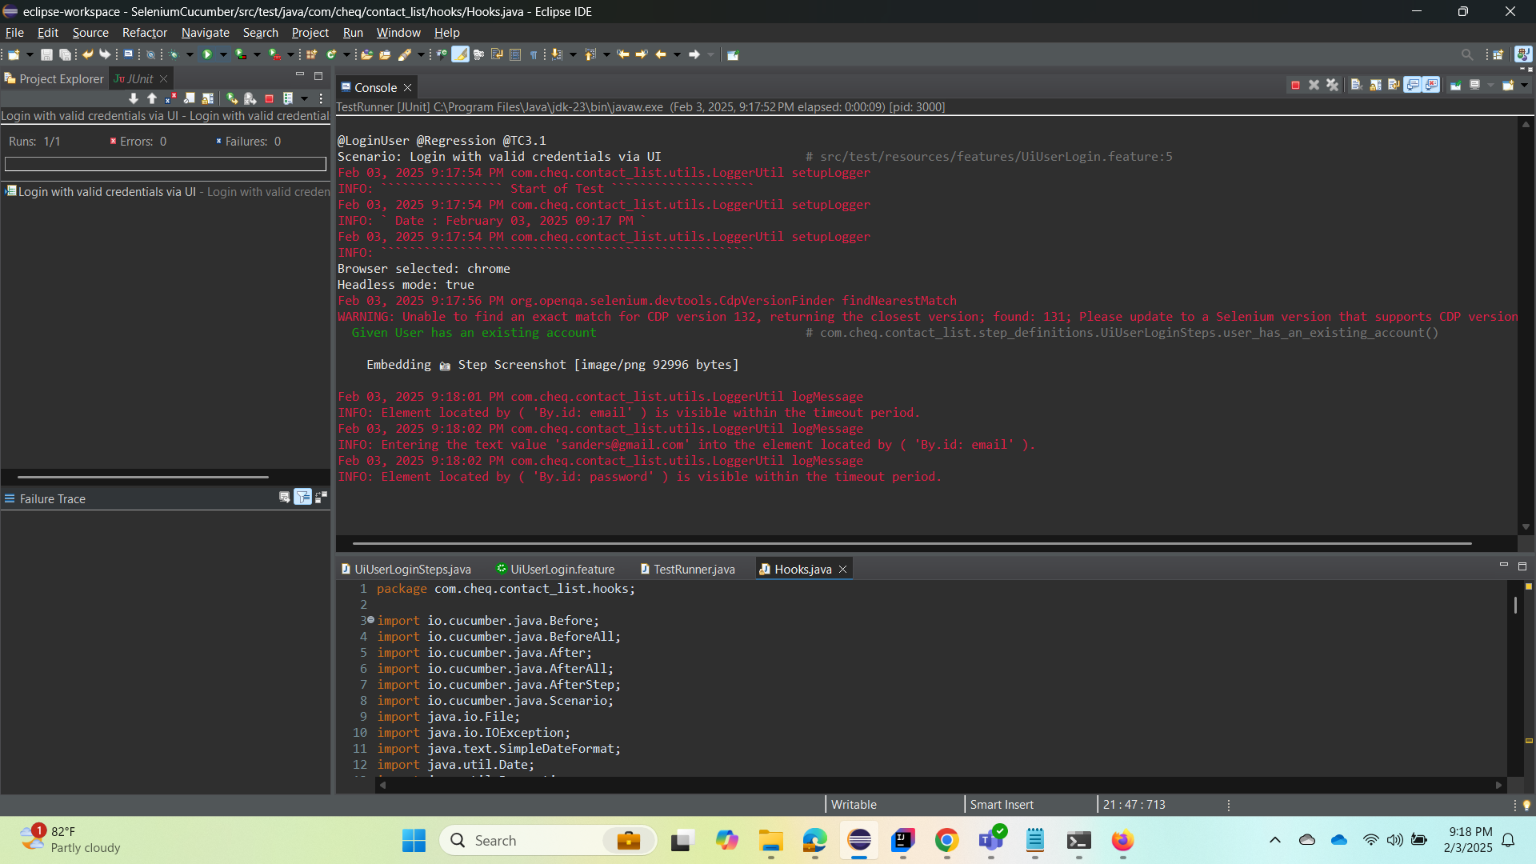 eclipse-workspace - SeleniumCucumber/src/test/java/com/cheq/contact_list/hooks/Hooks.java - Eclipse IDE
File Edit Source Refactor Navigate Search Project Run Window Help
Project Explorer JUnit
Login with valid credentials via UI - Login with valid credential
Runs: 1/1 Errors: 0 Failures: 0
Login with valid credentials via UI - Login with valid creden
Failure Trace
Console
TestRunner [JUnit] C:\Program Files\Java\jdk-23\bin\javaw.exe (Feb 3, 2025, 9:17:52 PM elapsed: 0:00:09) [pid: 3000]
@LoginUser @Regression @TC3.1
Scenario: Login with valid credentials via UI # src/test/resources/features/UiUserLogin.feature:5
Feb 03, 2025 9:17:54 PM com.cheq.contact_list.utils.LoggerUtil setupLogger
INFO: ````````````````` Start of Test ````````````````````
Feb 03, 2025 9:17:54 PM com.cheq.contact_list.utils.LoggerUtil setupLogger
INFO: ` Date : February 03, 2025 09:17 PM `
Feb 03, 2025 9:17:54 PM com.cheq.contact_list.utils.LoggerUtil setupLogger
INFO: ````````````````````````````````````````````````````
Browser selected: chrome
Headless mode: true
Feb 03, 2025 9:17:56 PM org.openqa.selenium.devtools.CdpVersionFinder findNearestMatch
WARNING: Unable to find an exact match for CDP version 132, returning the closest version; found: 131; Please update to a Selenium version that supports CDP version
Given User has an existing account # com.cheq.contact_list.step_definitions.UiUserLoginSteps.user_has_an_existing_account()
Embedding 📷 Step Screenshot [image/png 92996 bytes]
Feb 03, 2025 9:18:01 PM com.cheq.contact_list.utils.LoggerUtil logMessage
INFO: Element located by ( 'By.id: email' ) is visible within the timeout period.
Feb 03, 2025 9:18:02 PM com.cheq.contact_list.utils.LoggerUtil logMessage
INFO: Entering the text value 'sanders@gmail.com' into the element located by ( 'By.id: email' ).
Feb 03, 2025 9:18:02 PM com.cheq.contact_list.utils.LoggerUtil logMessage
INFO: Element located by ( 'By.id: password' ) is visible within the timeout period.
UiUserLoginSteps.java UiUserLogin.feature TestRunner.java Hooks.java
1 package com.cheq.contact_list.hooks;
2
3 import io.cucumber.java.Before;
4 import io.cucumber.java.BeforeAll;
5 import io.cucumber.java.After;
6 import io.cucumber.java.AfterAll;
7 import io.cucumber.java.AfterStep;
8 import io.cucumber.java.Scenario;
9 import java.io.File;
10 import java.io.IOException;
11 import java.text.SimpleDateFormat;
12 import java.util.Date;
Writable Smart Insert 21 : 47 : 713
1 82°F
Partly cloudy
Search
9:18 PM
2/3/2025